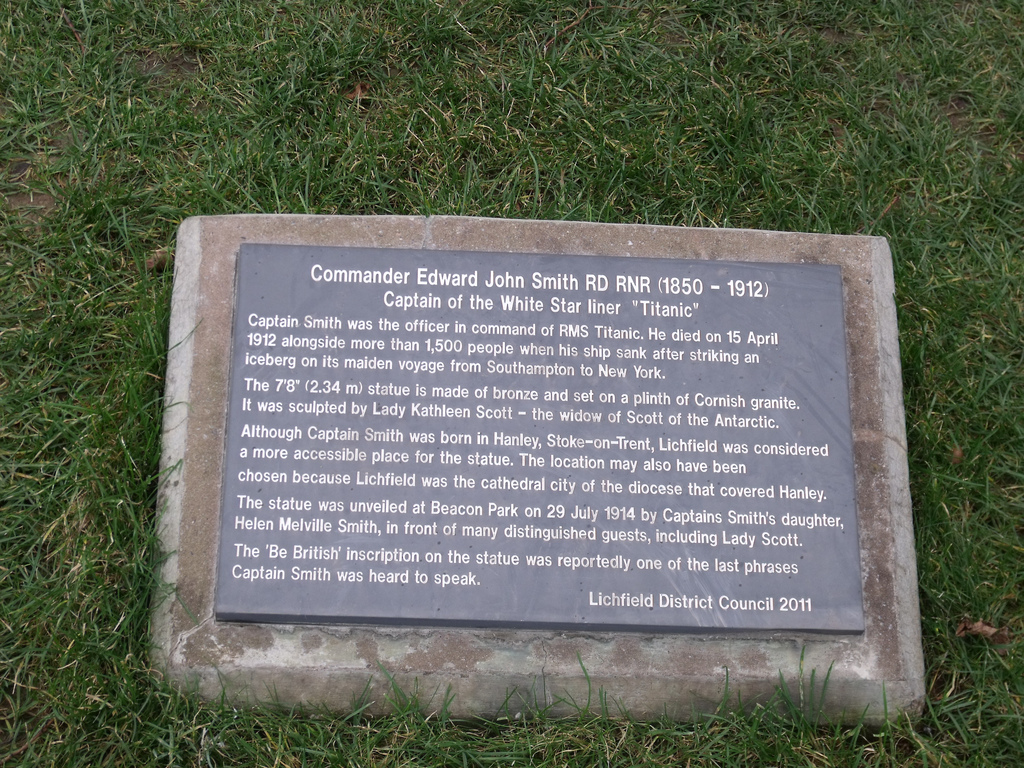 Commander Edward John Smith RD RNR (1850 - 1912)
Captain of the White Star liner "Titanic"
Captain Smith was the officer in command of RMS Titanic. He died on 15 April
1912 alongside more than 1,500 people when his ship sank after striking an
iceberg on its maiden voyage from Southampton to New York.
The 7'8" (2.34 m) statue is made of bronze and set on a plinth of Cornish granite.
It was sculpted by Lady Kathleen Scott - the widow of Scott of the Antarctic.
Although Captain Smith was born in Hanley, Stoke-on-Trent, Lichfield was considered
a more accessible place for the statue. The location may also have been
chosen because Lichfield was the cathedral city of the diocese that covered Hanley.
The statue was unveiled at Beacon Park on 29 July 1914 by Captains Smith's daughter,
Helen Melville Smith, in front of many distinguished guests, including Lady Scott.
The 'Be British' inscription on the statue was reportedly one of the last phrases
Captain Smith was heard to speak.
Lichfield District Council 2011